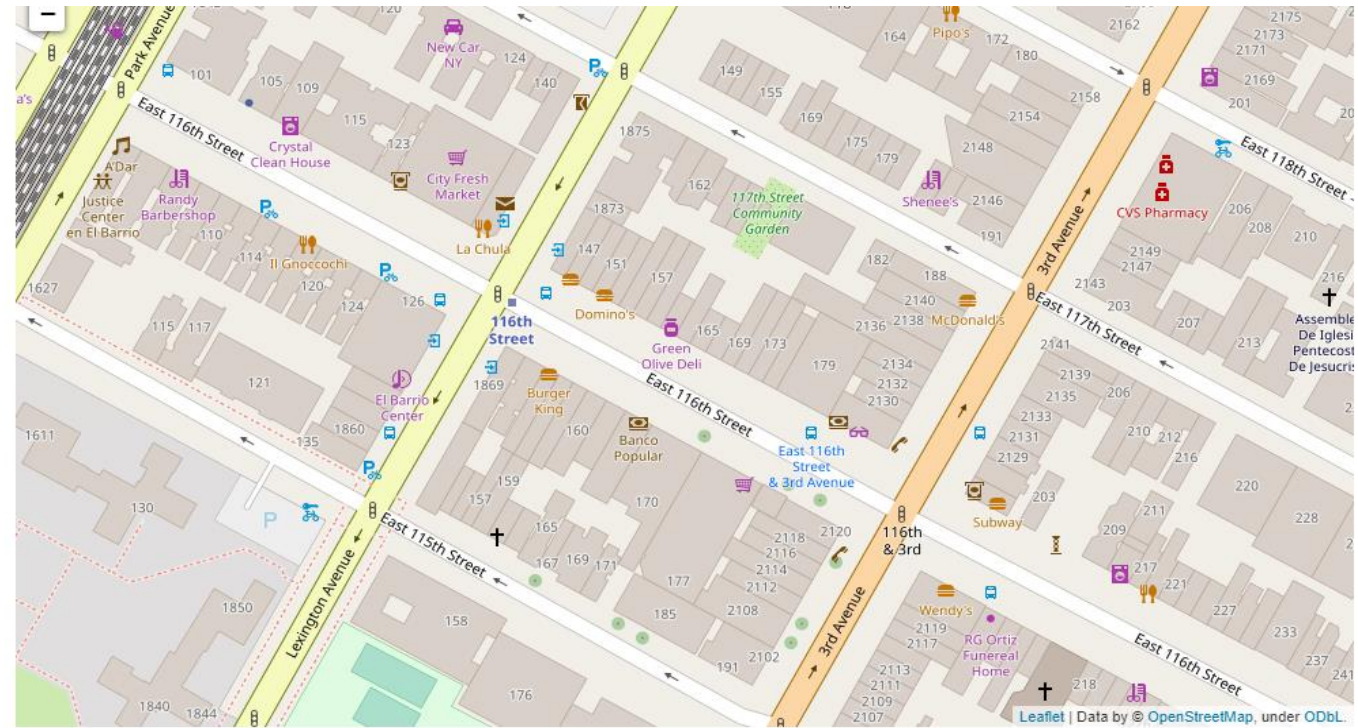 −
2162
2175
2173
2171
2169
201
120
Pipo's
164
172
180
New Car
NY
124
140
Park Avenue
101
105
109
115
123
149
155
169
175
179
2158
2154
2148
2146
191
East 118th Street
East 116th Street
Crystal
Clean House
City Fresh
Market
1875
162
117th Street
Community
Garden
Shenee's
CVS Pharmacy
206
208
210
216
A'Dar
Justice
Center
en El Barrio
Randy
Barbershop
110
114
Il Gnoccochi
120
124
126
La Chula
1873
147
151
157
Domino's
182
188
2140
2138
2136
McDonald's
3rd Avenue
2149
2147
2143
203
207
213
East 117th Street
Assemble
De Iglesi
Pentecost
De Jesucris
1627
115
117
121
116th
Street
Green
Olive Deli
165
169
173
179
2134
2132
2130
2141
2139
2135
2133
2131
2129
206
210
212
216
220
228
El Barrio
Center
1860
135
1869
Burger
King
160
Banco
Popular
170
East 116th Street
East 116th
Street
& 3rd Avenue
1611
130
P
159
157
165
167
169
171
177
185
East 115th Street
2120
2118
2116
2114
2112
2108
2102
191
116th
& 3rd
Subway
203
209
211
217
221
227
233
237
241
Lexington Avenue
1850
1840
1844
158
176
3rd Avenue
Wendy's
2119
2117
2113
2111
2109
2107
RG Ortiz
Funereal
Home
218
East 116th Street
Leaflet | Data by © OpenStreetMap, under ODbL.